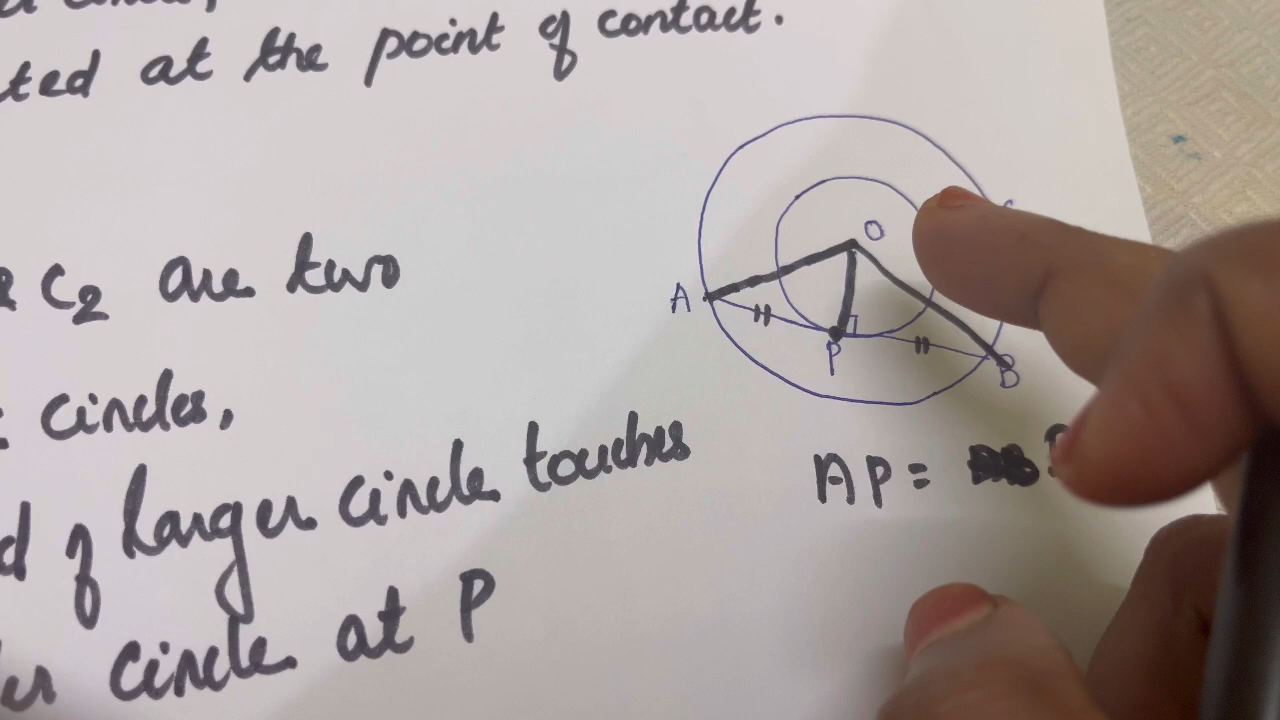 ted at the point of contact.
C2 are two
circles,
d of larger circle touches
circle at P
O
A
P
B
AP =